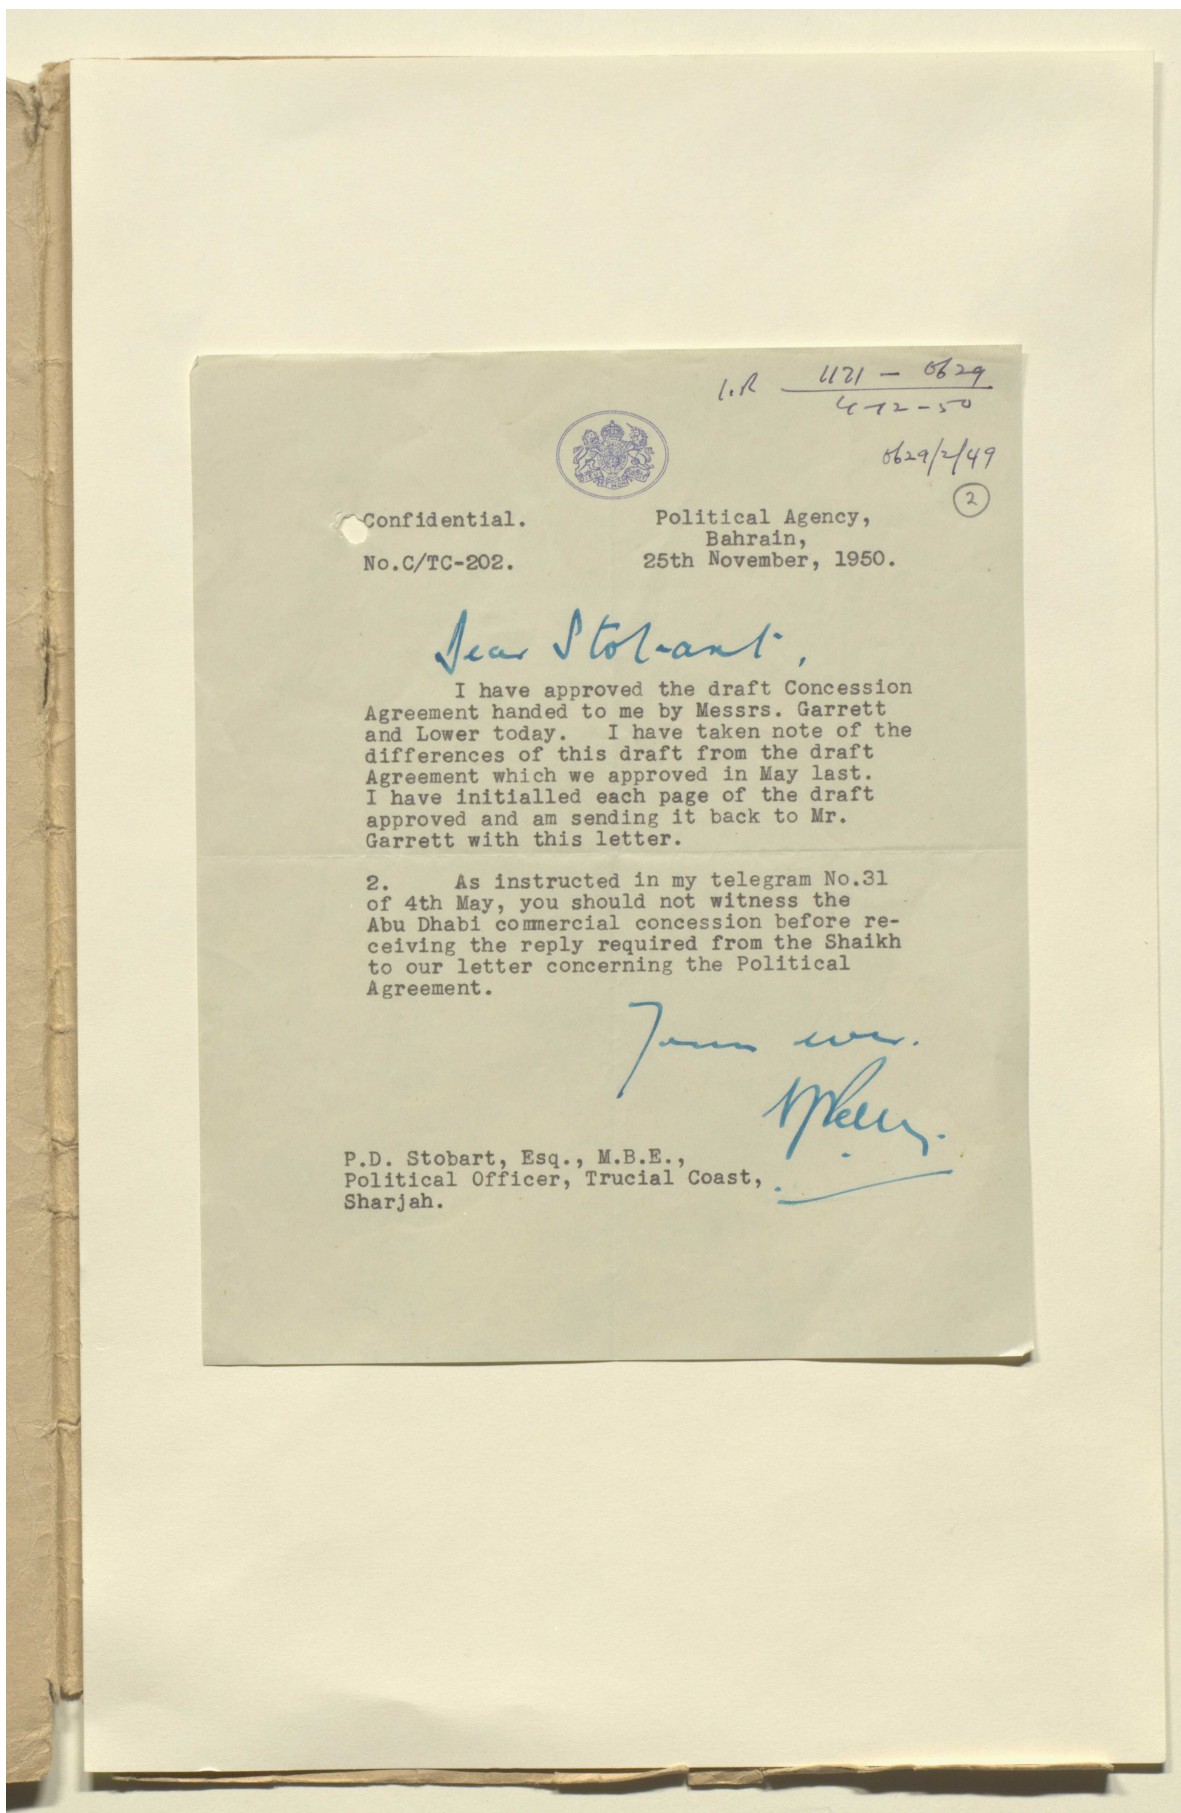 1121 - 0629
4-12-50
0629/2/49
2
Confidential.
Political Agency,
Bahrain,
No.C/TC-202.
25th November, 1950.
Dear Stobart,
I have approved the draft Concession
Agreement handed to me by Messrs. Garrett
and Lower today. I have taken note of the
differences of this draft from the draft
Agreement which we approved in May last.
I have initialled each page of the draft
approved and am sending it back to Mr.
Garrett with this letter.
2. As instructed in my telegram No.31
of 4th May, you should not witness the
Abu Dhabi commercial concession before re-
ceiving the reply required from the Shaikh
to our letter concerning the Political
Agreement.
Yours ever.
P.D. Stobart, Esq., M.B.E.,
Political Officer, Trucial Coast,
Sharjah.